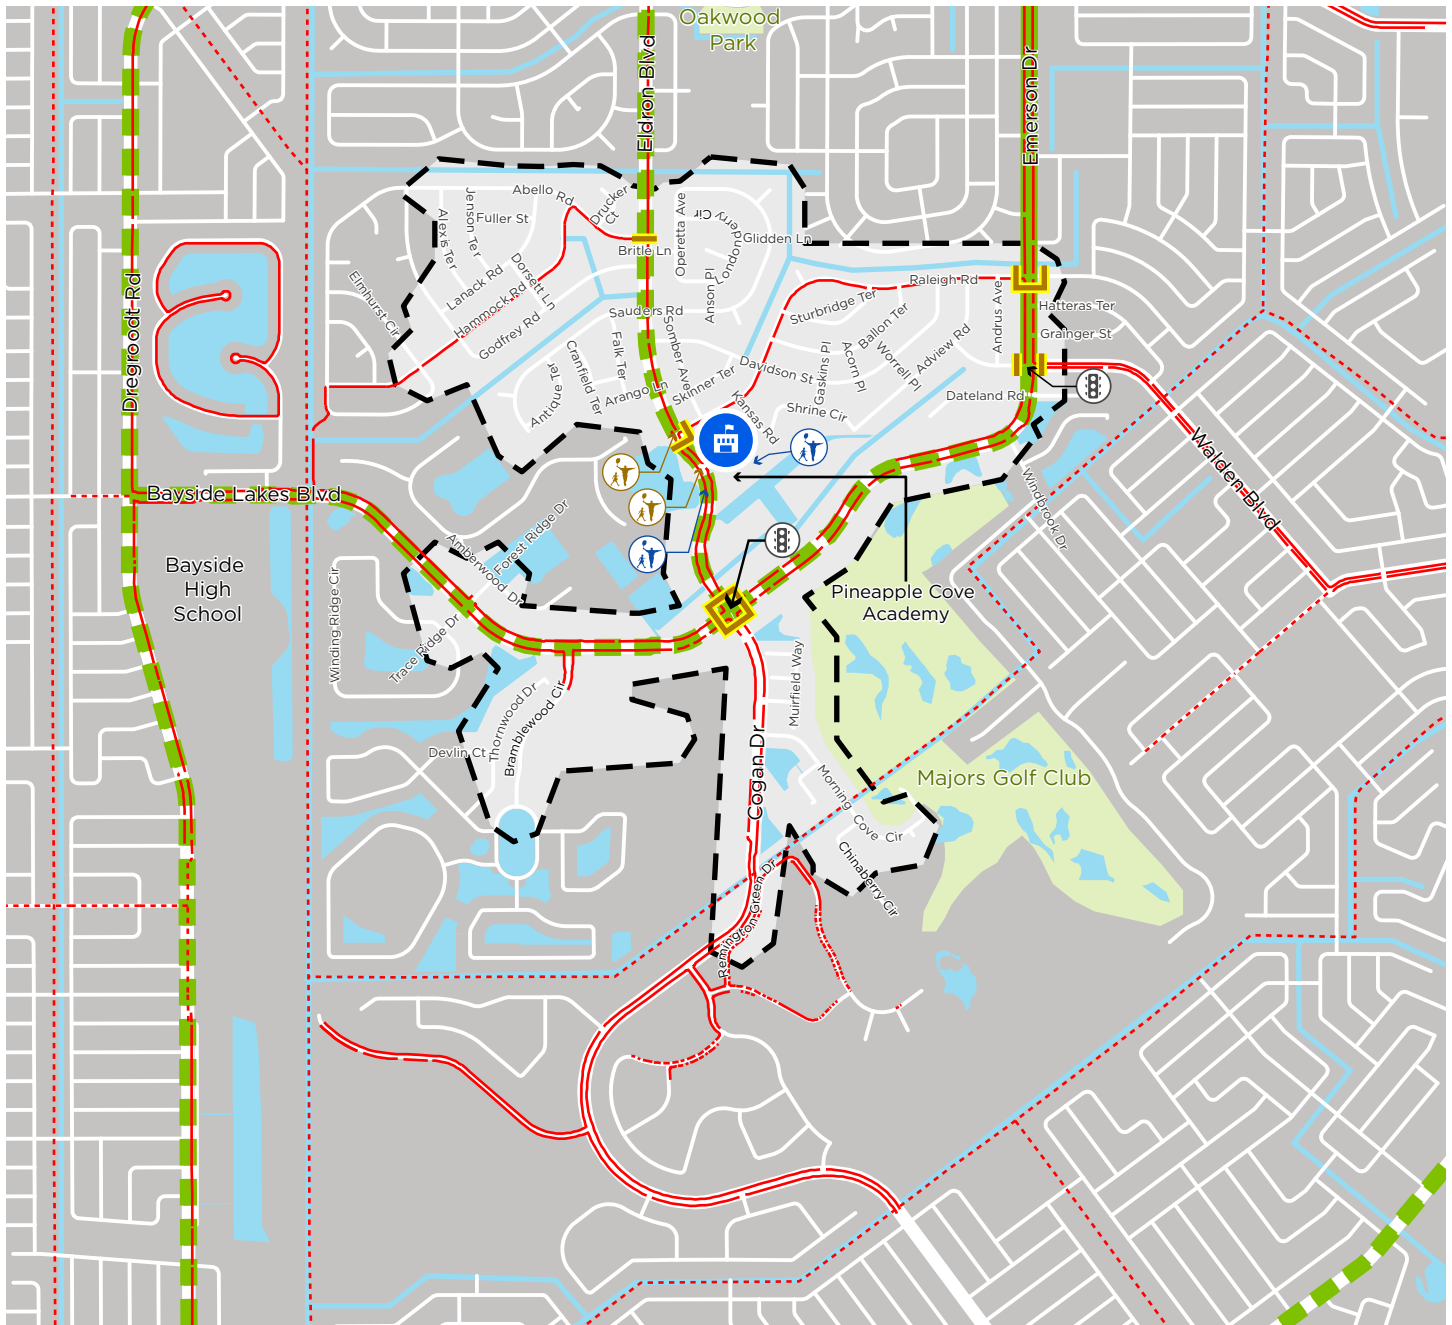 Oakwood
Park
Eldron Blvd
Emerson Dr
Abello Rd
Drucker
Ct
Jenson Ter
Fuller St
Alexis Ter
Operetta Ave
Londonderry Cir
Glidden Ln
Britle Ln
Dorsett Ln
Lanack Rd
Hammock Rd
Godfrey Rd
Elmhurst Cir
Anson Pl
Raleigh Rd
Sturbridge Ter
Andrus Ave
Hatteras Ter
Grainger St
Sauders Rd
Somber Ave
Falk Ter
Cranfield Ter
Antique Ter
Arango Ln
Skinner Ter
Davidson St
Gaskins Pl
Acorn Pl
Ballon Ter
Worrell Pl
Adview Rd
Dateland Rd
Kansas Rd
Shrine Cir
Dregroodt Rd
Walden Blvd
Windbrook Dr
Bayside Lakes Blvd
Bayside
High
School
Forest Ridge Dr
Amberwood Dr
Winding Ridge Cir
Trace Ridge Dr
Pineapple Cove
Academy
Muirfield Way
Thornwood Dr
Bramblewood Cir
Devlin Ct
Cogan Dr
Majors Golf Club
Morning Cove Cir
Chinaberry Cir
Remington Green Dr